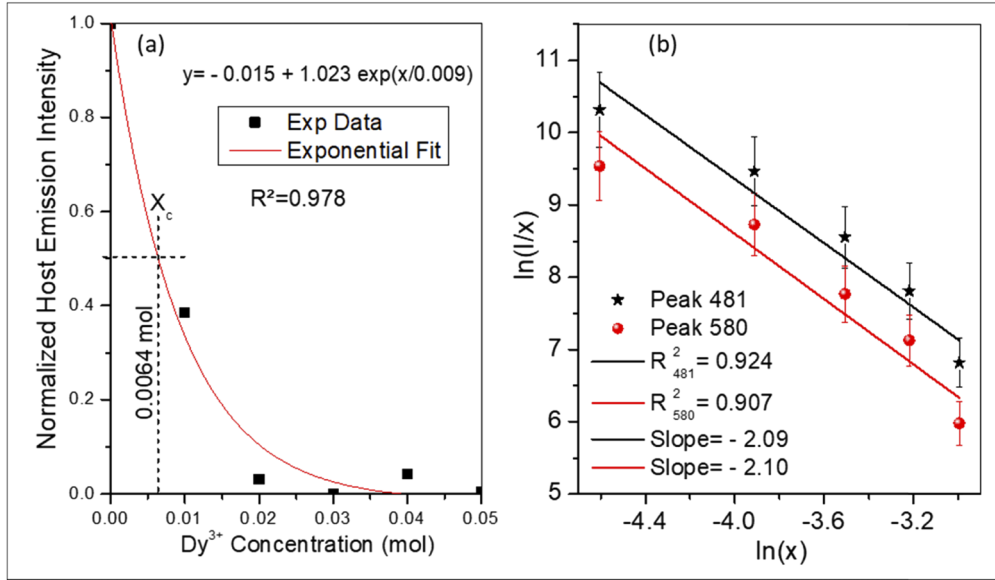 (a)
y= - 0.015 + 1.023 exp(x/0.009)
Exp Data
Exponential Fit
R²=0.978
Xc
0.0064 mol
Normalized Host Emission Intensity
1.0
0.8
0.6
0.4
0.2
0.0
0.00 0.01 0.02 0.03 0.04 0.05
Dy³⁺ Concentration (mol)
(b)
ln(I/x)
11
10
9
8
7
6
5
Peak 481
Peak 580
R²481 = 0.924
R²580 = 0.907
Slope= - 2.09
Slope= - 2.10
-4.4 -4.0 -3.6 -3.2
ln(x)